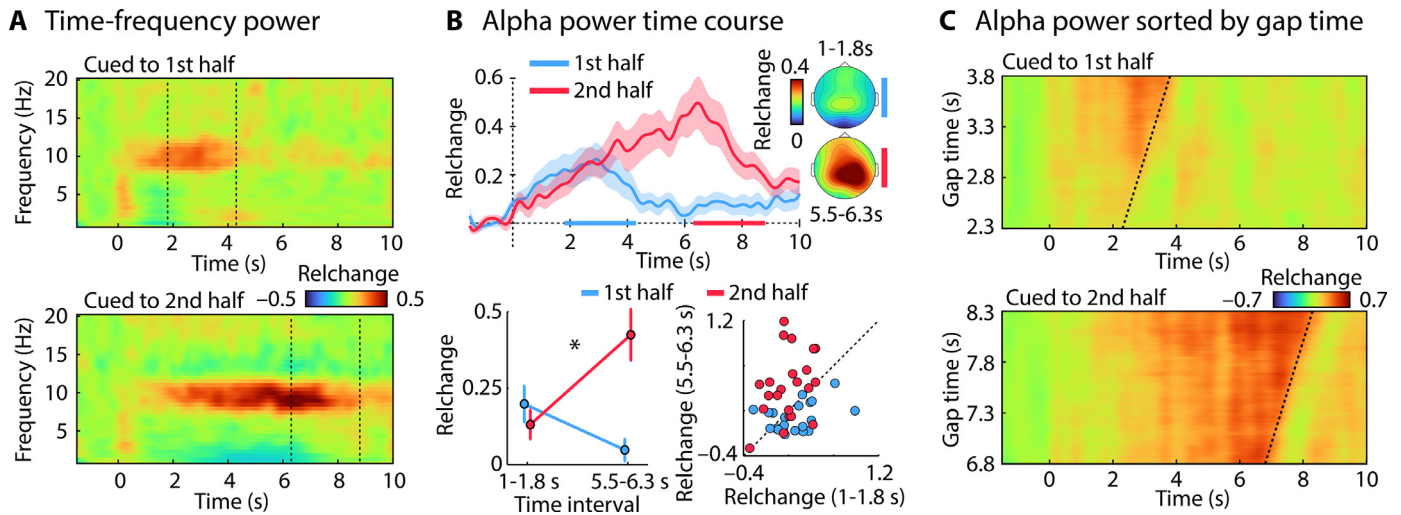 A Time-frequency power
Cued to 1st half
20
15
10
5
Frequency (Hz)
0 2 4 6 8 10
Time (s)
Relchange
−0.5 0.5
Cued to 2nd half
20
15
10
5
Frequency (Hz)
0 2 4 6 8 10
Time (s)
B Alpha power time course
1st half
2nd half
0.6
0.4
0.2
0
Relchange
2 4 6 8 10
Time (s)
Relchange
0.4
0
1-1.8s
5.5-6.3s
1st half 2nd half
0.5
0.25
0
Relchange
*
1-1.8 s 5.5-6.3 s
Time interval
1.2
−0.4
Relchange (5.5-6.3 s)
−0.4 1.2
Relchange (1-1.8 s)
C Alpha power sorted by gap time
Cued to 1st half
3.8
3.3
2.8
2.3
Gap time (s)
0 2 4 6 8 10
Time (s)
Relchange
−0.7 0.7
Cued to 2nd half
8.3
7.8
7.3
6.8
Gap time (s)
0 2 4 6 8 10
Time (s)